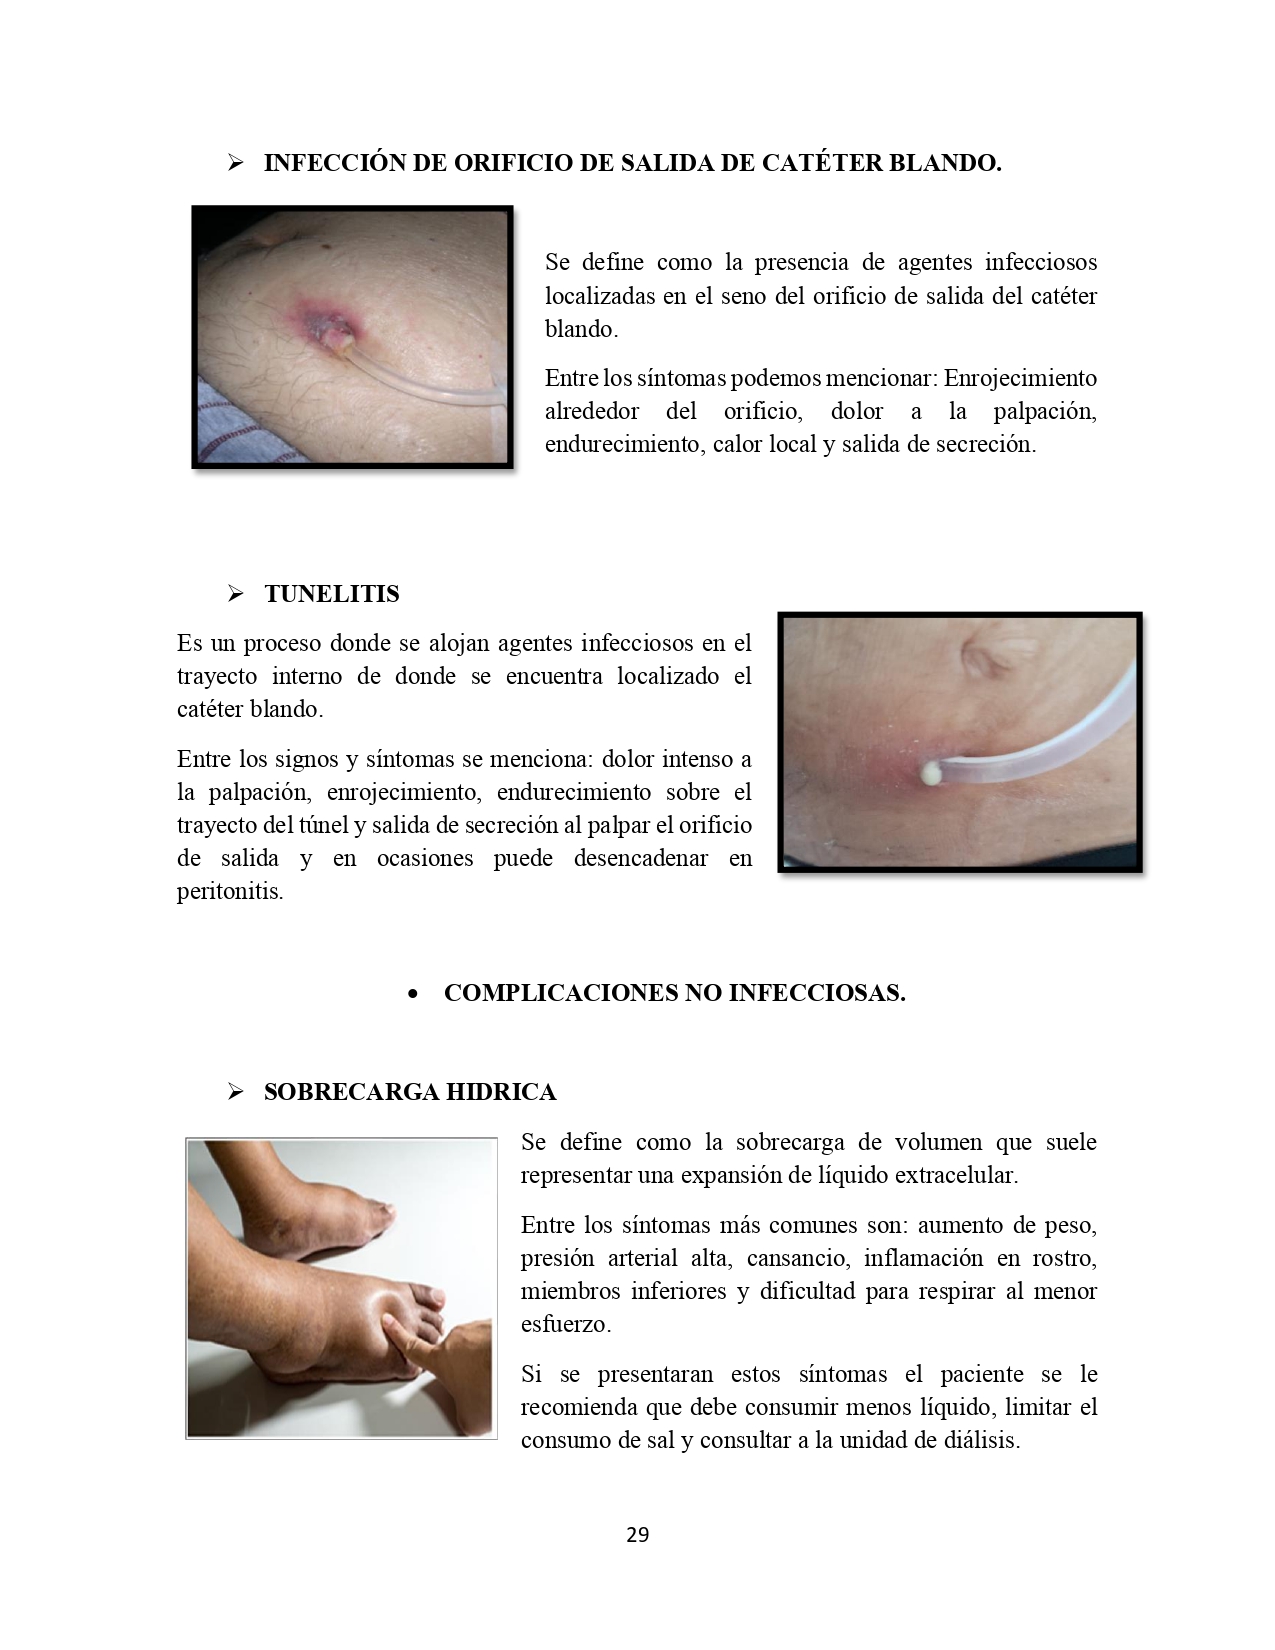 ➢ INFECCIÓN DE ORIFICIO DE SALIDA DE CATÉTER BLANDO.
Se define como la presencia de agentes infecciosos
localizadas en el seno del orificio de salida del catéter
blando.
Entre los síntomas podemos mencionar: Enrojecimiento
alrededor del orificio, dolor a la palpación,
endurecimiento, calor local y salida de secreción.
➢ TUNELITIS
Es un proceso donde se alojan agentes infecciosos en el
trayecto interno de donde se encuentra localizado el
catéter blando.
Entre los signos y síntomas se menciona: dolor intenso a
la palpación, enrojecimiento, endurecimiento sobre el
trayecto del túnel y salida de secreción al palpar el orificio
de salida y en ocasiones puede desencadenar en
peritonitis.
• COMPLICACIONES NO INFECCIOSAS.
➢ SOBRECARGA HIDRICA
Se define como la sobrecarga de volumen que suele
representar una expansión de líquido extracelular.
Entre los síntomas más comunes son: aumento de peso,
presión arterial alta, cansancio, inflamación en rostro,
miembros inferiores y dificultad para respirar al menor
esfuerzo.
Si se presentaran estos síntomas el paciente se le
recomienda que debe consumir menos líquido, limitar el
consumo de sal y consultar a la unidad de diálisis.
29